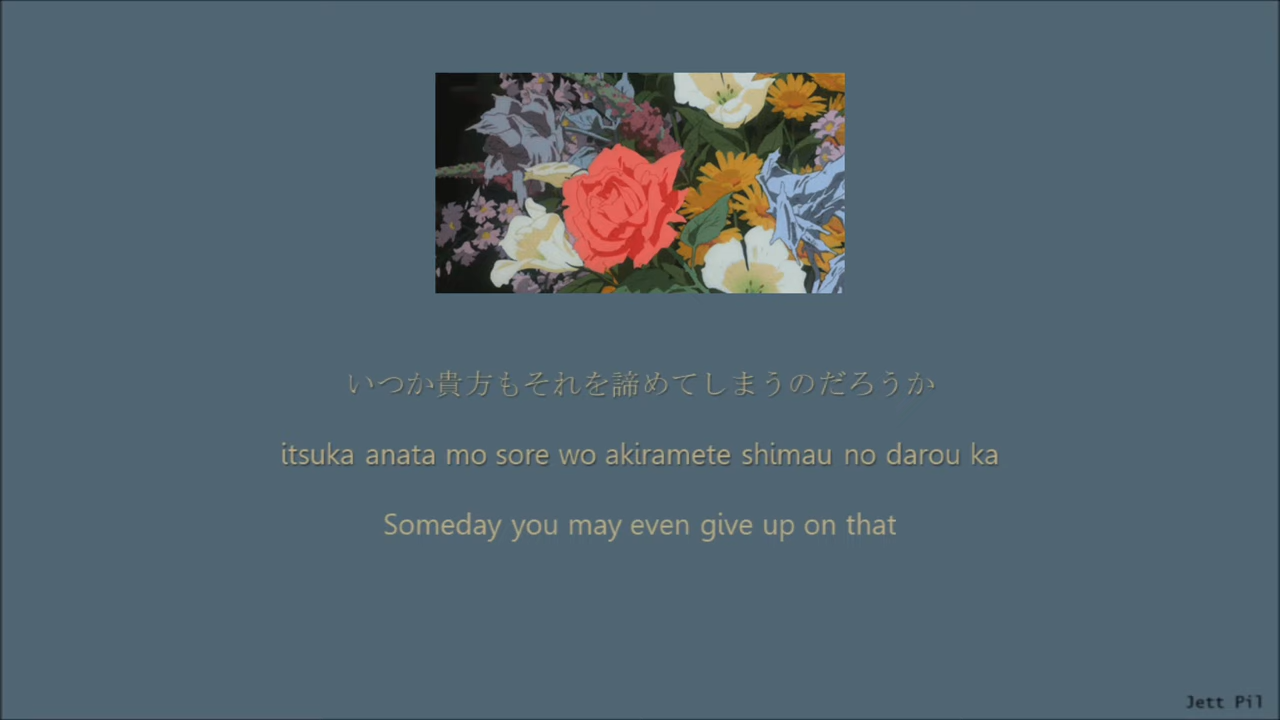 いつか貴方もそれを諦めてしまうのだろうか
itsuka anata mo sore wo akiramete shimau no darou ka
Someday you may even give up on that
Jett Pil